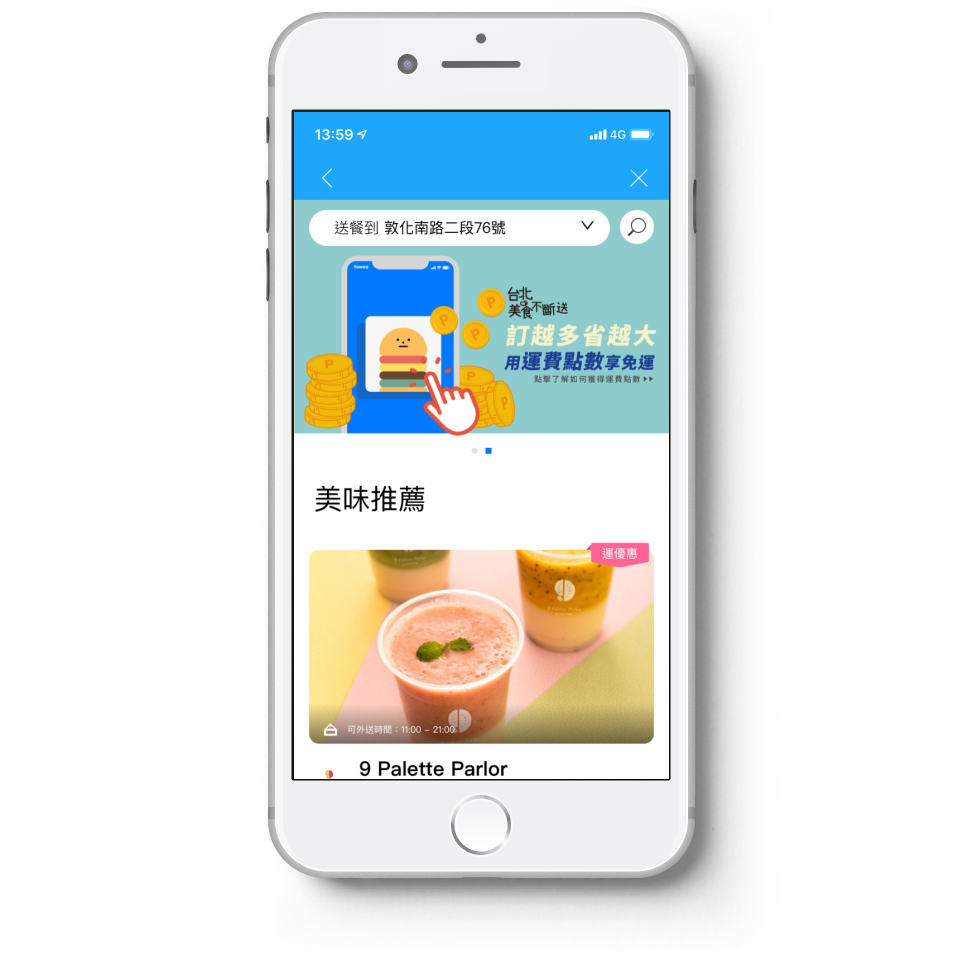 13:59
4G
送餐到 敦化南路二段76號
台北
美食不斷送
訂越多省越大
用運費點數享免運
點擊了解如何獲得運費點數
P
P
P
P
P
P
美味推薦
運優惠
9 Palette Parlor
可外送時間：11:00 – 21:00
9 Palette Parlor